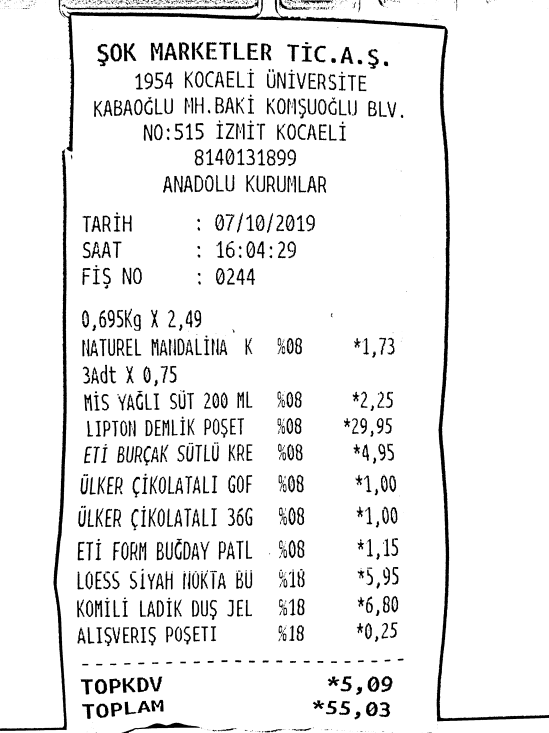 ŞOK MARKETLER TİC.A.Ş.
1954 KOCAELİ ÜNİVERSİTE
KABAOĞLU MH.BAKİ KOMŞUOĞLU BLV.
NO:515 İZMİT KOCAELİ
8140131899
ANADOLU KURUMLAR
TARİH : 07/10/2019
SAAT : 16:04:29
FİŞ NO : 0244
0,695Kg X 2,49
NATUREL MANDALİNA K %08 *1,73
3Adt X 0,75
MİS YAĞLI SÜT 200 ML %08 *2,25
LIPTON DEMLİK POŞET %08 *29,95
ETİ BURÇAK SÜTLÜ KRE %08 *4,95
ÜLKER ÇİKOLATALI GOF %08 *1,00
ÜLKER ÇİKOLATALI 36G %08 *1,00
ETİ FORM BUĞDAY PATL %08 *1,15
LOESS SİYAH NOKTA BU %18 *5,95
KOMİLİ LADİK DUŞ JEL %18 *6,80
ALIŞVERIŞ POŞETI %18 *0,25
TOPKDV *5,09
TOPLAM *55,03